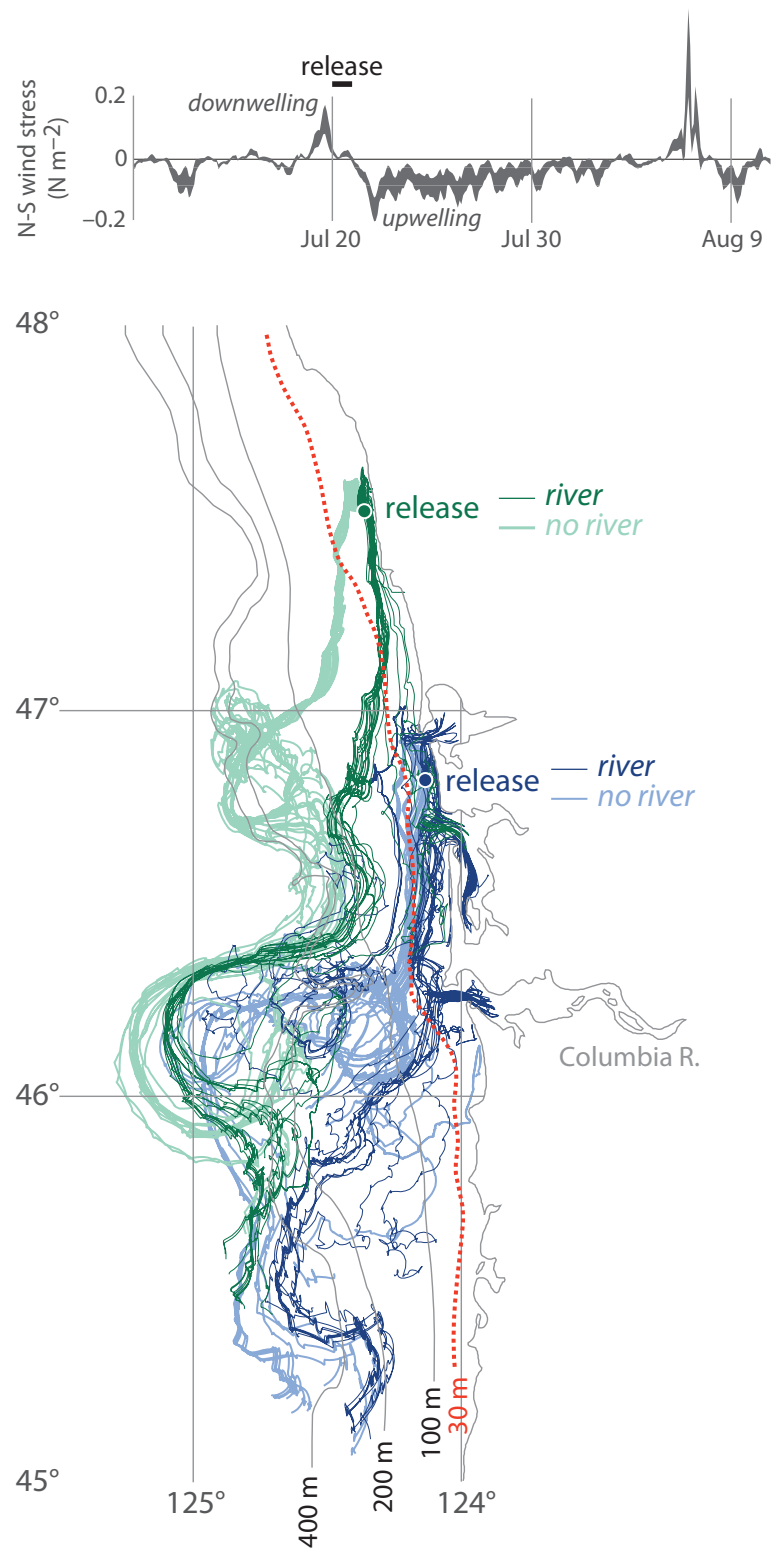 release
downwelling
N-S wind stress
(N m−2)
0.2
0
−0.2
upwelling
Jul 20
Jul 30
Aug 9
48°
release
river
no river
47°
release
river
no river
Columbia R.
46°
45°
125°
400 m
200 m
100 m
30 m
124°